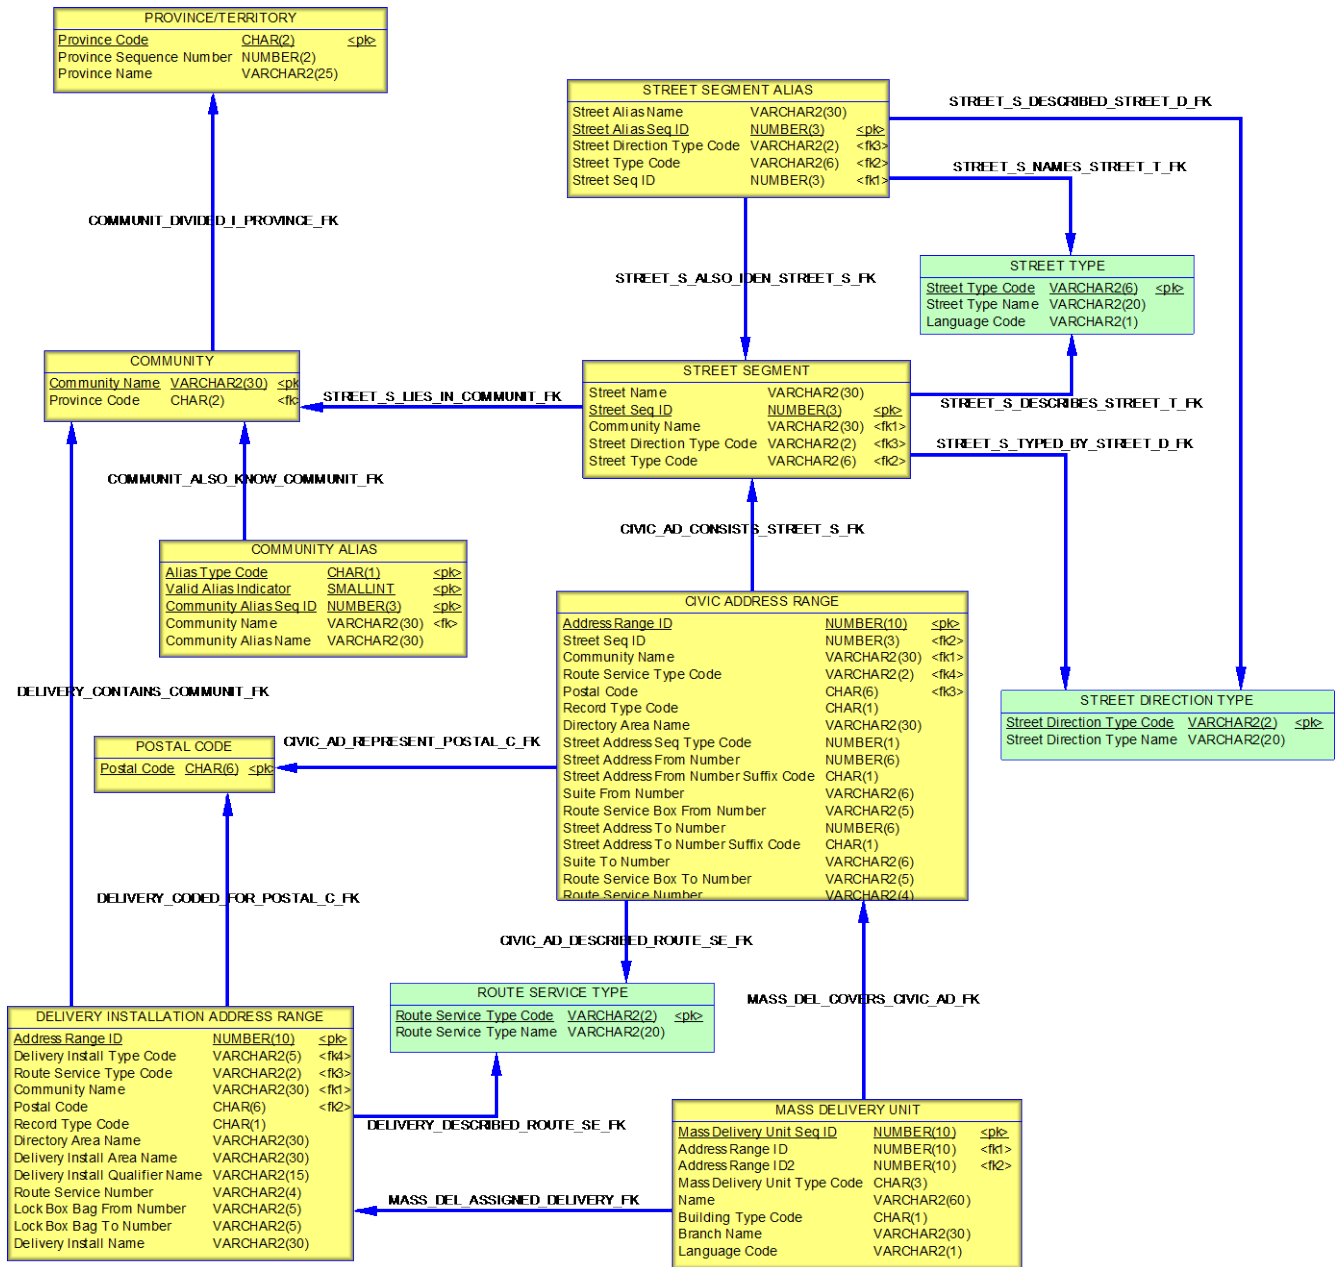 PROVINCE/TERRITORY
Province Code CHAR(2) <pk>
Province Sequence Number NUMBER(2)
Province Name VARCHAR2(25)
STREET SEGMENT ALIAS
Street Alias Name VARCHAR2(30)
Street Alias Seq ID NUMBER(3) <pk>
Street Direction Type Code VARCHAR2(2) <fk3>
Street Type Code VARCHAR2(6) <fk2>
Street Seq ID NUMBER(3) <fk1>
STREET_S_DESCRIBED_STREET_D_FK
STREET_S_NAMES_STREET_T_FK
COMMUNIT_DIVIDED_I_PROVINCE_FK
STREET_S_ALSO_IDEN_STREET_S_FK
STREET TYPE
Street Type Code VARCHAR2(6) <pk>
Street Type Name VARCHAR2(20)
Language Code VARCHAR2(1)
COMMUNITY
Community Name VARCHAR2(30) <pk
Province Code CHAR(2) <fk
STREET_S_LIES_IN_COMMUNIT_FK
STREET SEGMENT
Street Name VARCHAR2(30)
Street Seq ID NUMBER(3) <pk>
Community Name VARCHAR2(30) <fk1>
Street Direction Type Code VARCHAR2(2) <fk3>
Street Type Code VARCHAR2(6) <fk2>
STREET_S_DESCRIBES_STREET_T_FK
STREET_S_TYPED_BY_STREET_D_FK
COMMUNIT_ALSO_KNOW_COMMUNIT_FK
CIVIC_AD_CONSISTS_STREET_S_FK
COMMUNITY ALIAS
Alias Type Code CHAR(1) <pk>
Valid Alias Indicator SMALLINT <pk>
Community Alias Seq ID NUMBER(3) <pk>
Community Name VARCHAR2(30) <fk>
Community Alias Name VARCHAR2(30)
CIVIC ADDRESS RANGE
Address Range ID NUMBER(10) <pk>
Street Seq ID NUMBER(3) <fk2>
Community Name VARCHAR2(30) <fk1>
Route Service Type Code VARCHAR2(2) <fk4>
Postal Code CHAR(6) <fk3>
Record Type Code CHAR(1)
Directory Area Name VARCHAR2(30)
Street Address Seq Type Code NUMBER(1)
Street Address From Number NUMBER(6)
Street Address From Number Suffix Code CHAR(1)
Suite From Number VARCHAR2(6)
Route Service Box From Number VARCHAR2(5)
Street Address To Number NUMBER(6)
Street Address To Number Suffix Code CHAR(1)
Suite To Number VARCHAR2(6)
Route Service Box To Number VARCHAR2(5)
Route Service Number VARCHAR2(4)
DELIVERY_CONTAINS_COMMUNIT_FK
STREET DIRECTION TYPE
Street Direction Type Code VARCHAR2(2) <pk>
Street Direction Type Name VARCHAR2(20)
POSTAL CODE
Postal Code CHAR(6) <pk
CIVIC_AD_REPRESENT_POSTAL_C_FK
DELIVERY_CODED_FOR_POSTAL_C_FK
CIVIC_AD_DESCRIBED_ROUTE_SE_FK
ROUTE SERVICE TYPE
Route Service Type Code VARCHAR2(2) <pk>
Route Service Type Name VARCHAR2(20)
MASS_DEL_COVERS_CIVIC_AD_FK
DELIVERY INSTALLATION ADDRESS RANGE
Address Range ID NUMBER(10) <pk>
Delivery Install Type Code VARCHAR2(5) <fk4>
Route Service Type Code VARCHAR2(2) <fk3>
Community Name VARCHAR2(30) <fk1>
Postal Code CHAR(6) <fk2>
Record Type Code CHAR(1)
Directory Area Name VARCHAR2(30)
Delivery Install Area Name VARCHAR2(30)
Delivery Install Qualifier Name VARCHAR2(15)
Route Service Number VARCHAR2(4)
Lock Box Bag From Number VARCHAR2(5)
Lock Box Bag To Number VARCHAR2(5)
Delivery Install Name VARCHAR2(30)
DELIVERY_DESCRIBED_ROUTE_SE_FK
MASS_DEL_ASSIGNED_DELIVERY_FK
MASS DELIVERY UNIT
Mass Delivery Unit Seq ID NUMBER(10) <pk>
Address Range ID NUMBER(10) <fk1>
Address Range ID2 NUMBER(10) <fk2>
Mass Delivery Unit Type Code CHAR(3)
Name VARCHAR2(60)
Building Type Code CHAR(1)
Branch Name VARCHAR2(30)
Language Code VARCHAR2(1)